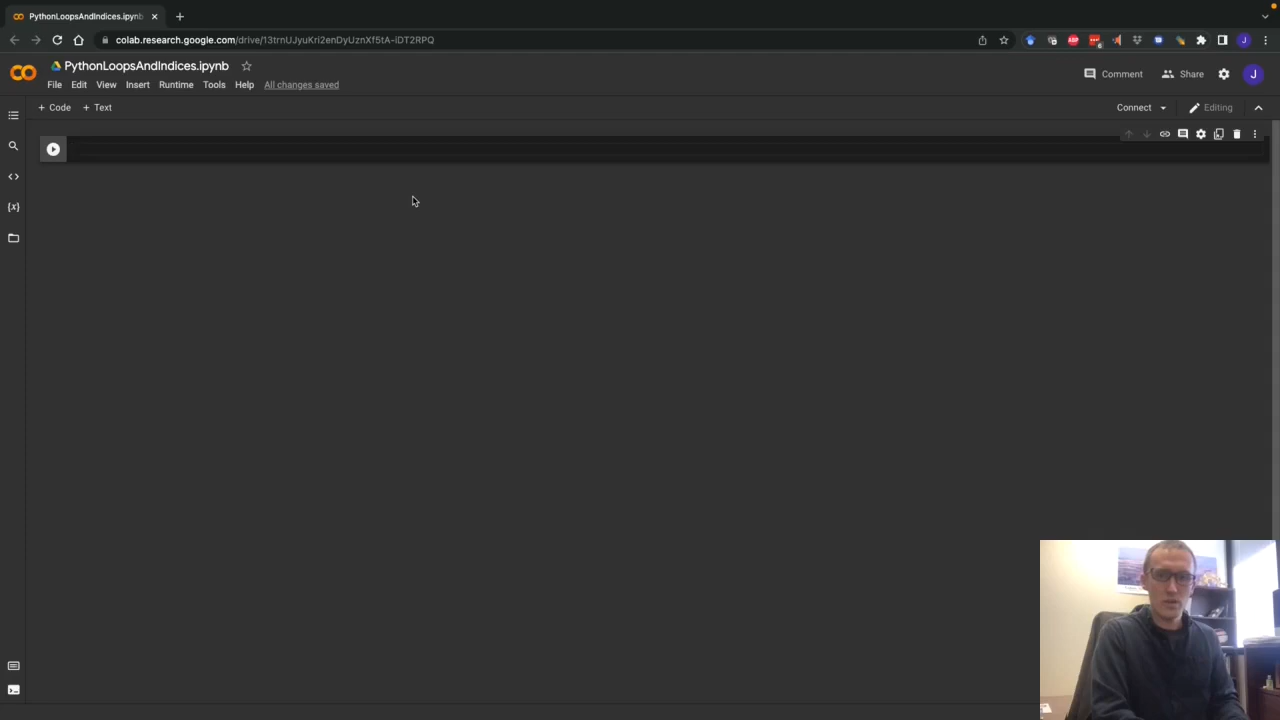 PythonLoopsAndIndices.ipynb
colab.research.google.com/drive/13trnUJyuKri2enDyUznXf5tA-iDT2RPQ
PythonLoopsAndIndices.ipynb
Comment
Share
J
File Edit View Insert Runtime Tools Help All changes saved
+ Code + Text
Connect
Editing
{x}